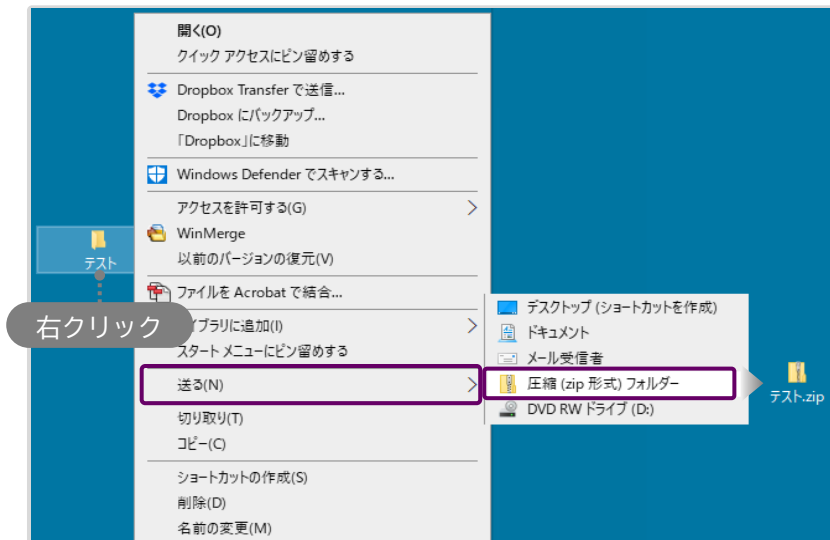 開く(O)
クイック アクセスにピン留めする
Dropbox Transfer で送信...
Dropbox にバックアップ...
「Dropbox」に移動
Windows Defender でスキャンする...
アクセスを許可する(G)
WinMerge
以前のバージョンの復元(V)
テスト
ファイルを Acrobat で結合...
右クリック
イブラリに追加(I)
スタート メニューにピン留めする
送る(N)
切り取り(T)
コピー(C)
ショートカットの作成(S)
削除(D)
名前の変更(M)
デスクトップ (ショートカットを作成)
ドキュメント
メール受信者
圧縮 (zip 形式) フォルダー
DVD RW ドライブ (D:)
テスト.zip